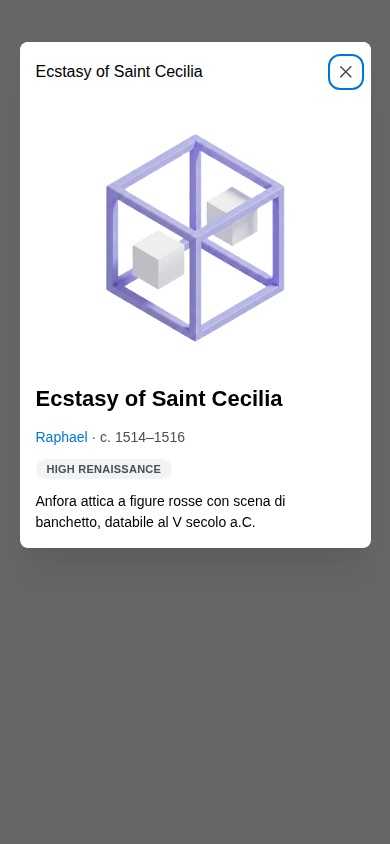 Ecstasy of Saint Cecilia
Ecstasy of Saint Cecilia
Raphael · c. 1514–1516
HIGH RENAISSANCE
Anfora attica a figure rosse con scena di
banchetto, databile al V secolo a.C.